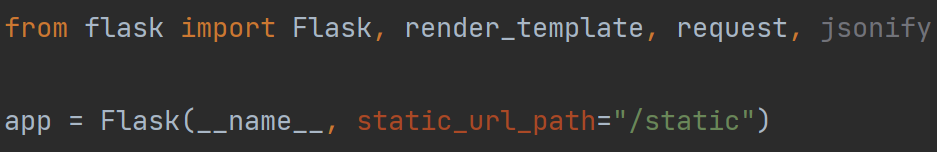 from flask import Flask, render_template, request, jsonify
app = Flask(__name__, static_url_path="/static")